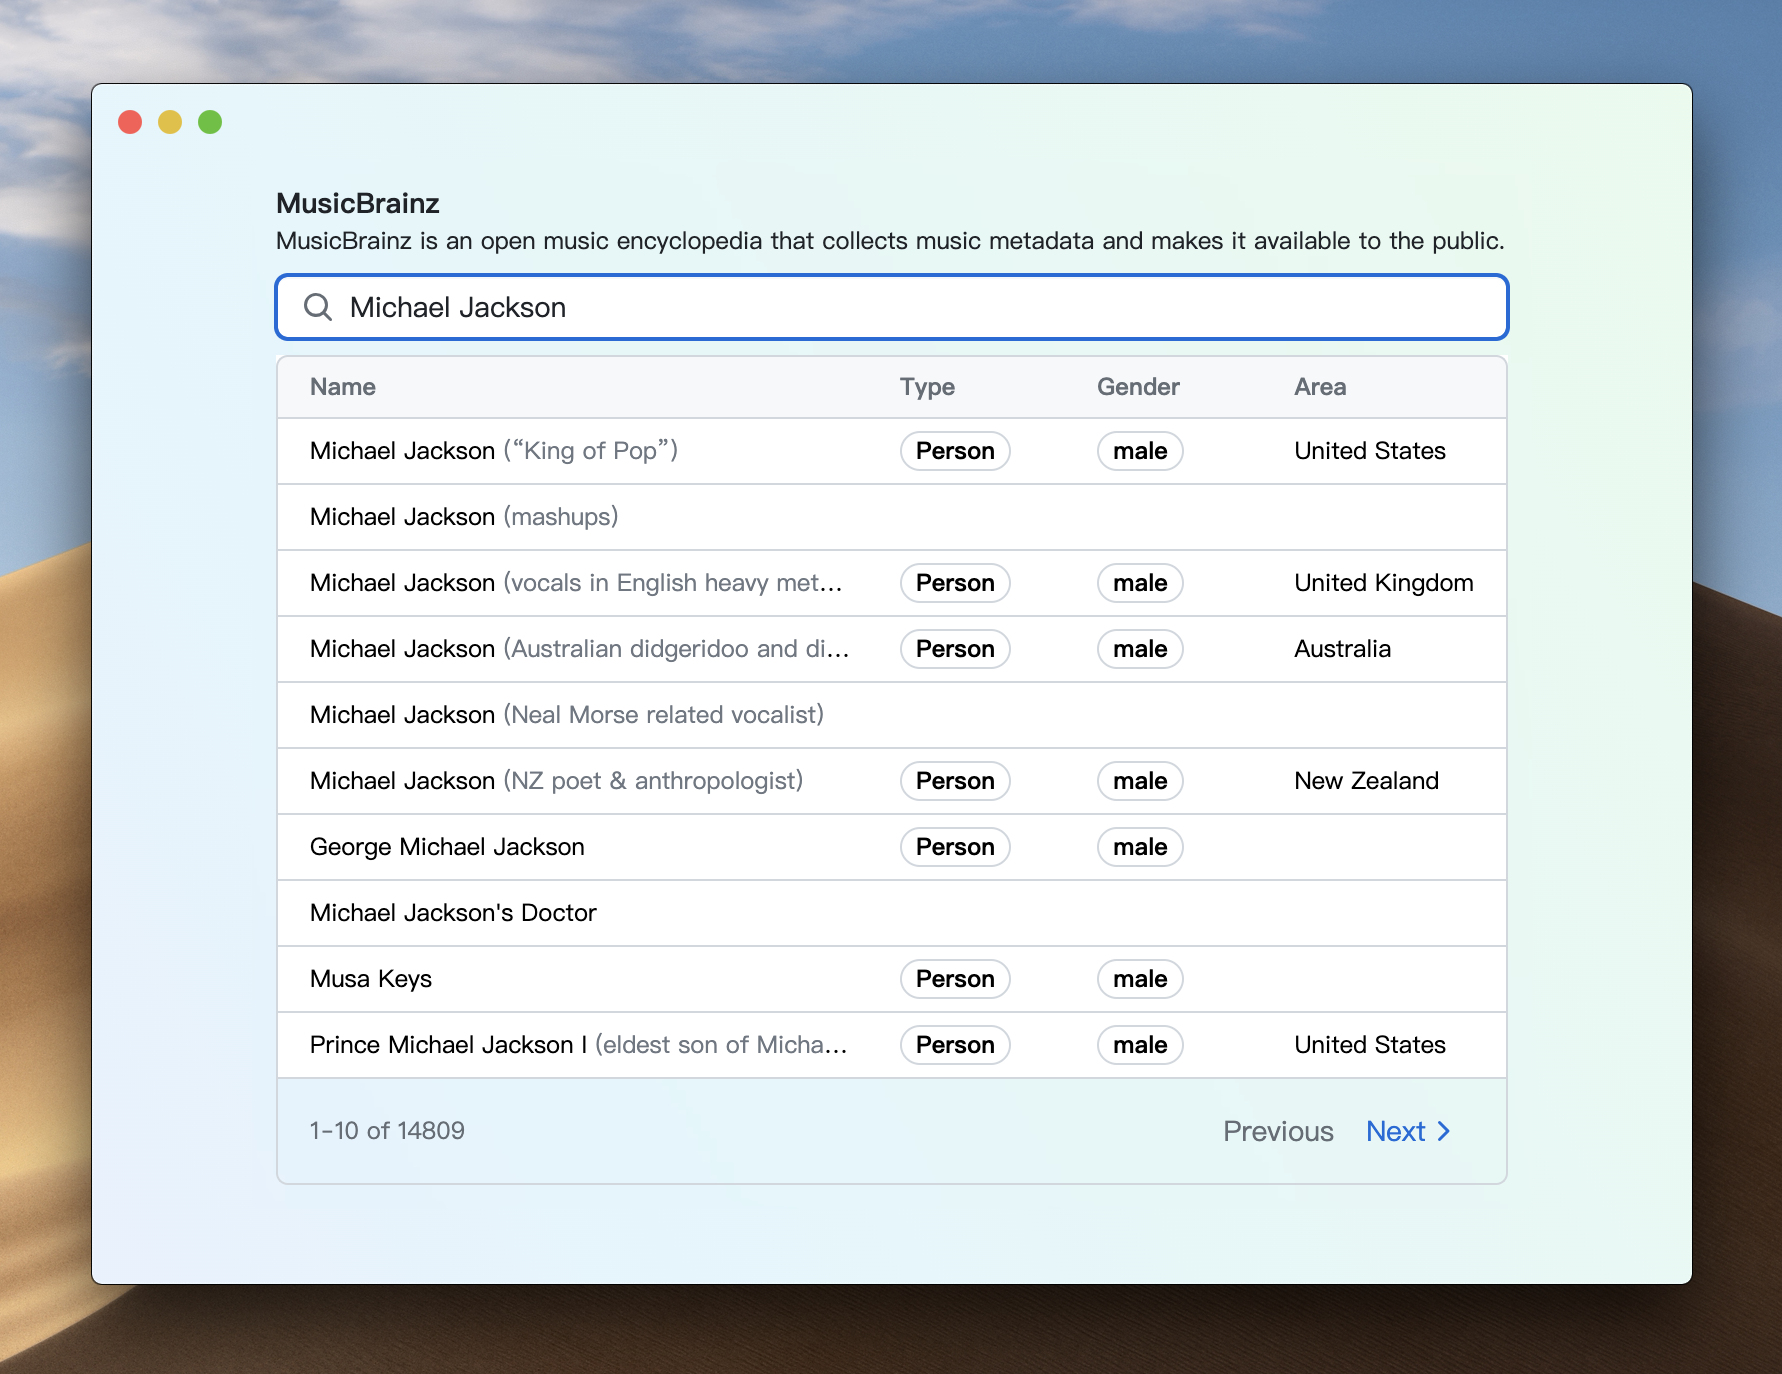 MusicBrainz
MusicBrainz is an open music encyclopedia that collects music metadata and makes it available to the public.
Michael Jackson
Name Type Gender Area
Michael Jackson (“King of Pop”) Person male United States
Michael Jackson (mashups)
Michael Jackson (vocals in English heavy met... Person male United Kingdom
Michael Jackson (Australian didgeridoo and di... Person male Australia
Michael Jackson (Neal Morse related vocalist)
Michael Jackson (NZ poet & anthropologist) Person male New Zealand
George Michael Jackson Person male
Michael Jackson's Doctor
Musa Keys Person male
Prince Michael Jackson I (eldest son of Micha... Person male United States
1–10 of 14809 Previous Next